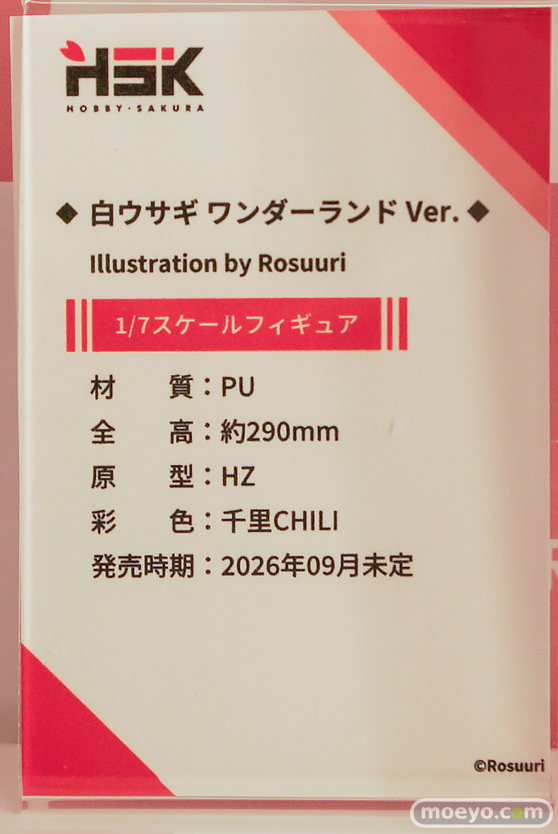 HSK
HOBBY·SAKURA
◆ 白ウサギ ワンダーランド Ver. ◆
Illustration by Rosuuri
1/7スケールフィギュア
材　　質：PU
全　　高：約290mm
原　　型：HZ
彩　　色：千里CHILI
発売時期：2026年09月未定
©Rosuuri
moeyo.com